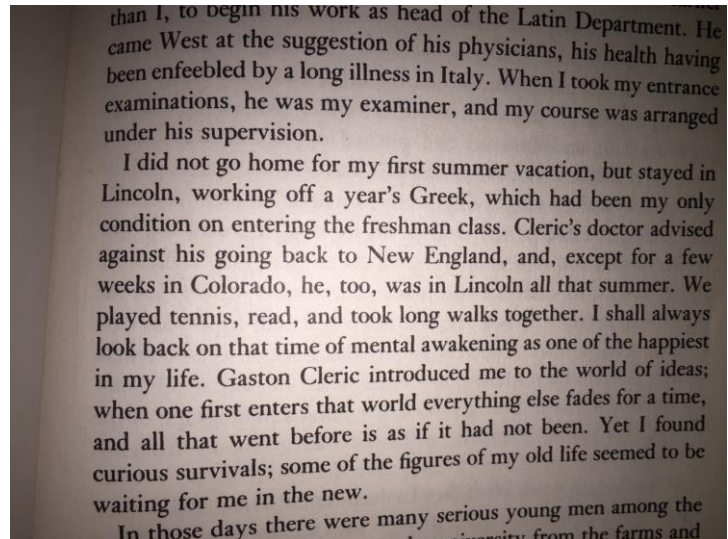 than I, to begin his work as head of the Latin Department. He
came West at the suggestion of his physicians, his health having
been enfeebled by a long illness in Italy. When I took my entrance
examinations, he was my examiner, and my course was arranged
under his supervision.
I did not go home for my first summer vacation, but stayed in
Lincoln, working off a year's Greek, which had been my only
condition on entering the freshman class. Cleric's doctor advised
against his going back to New England, and, except for a few
weeks in Colorado, he, too, was in Lincoln all that summer. We
played tennis, read, and took long walks together. I shall always
look back on that time of mental awakening as one of the happiest
in my life. Gaston Cleric introduced me to the world of ideas;
when one first enters that world everything else fades for a time,
and all that went before is as if it had not been. Yet I found
curious survivals; some of the figures of my old life seemed to be
waiting for me in the new.
In those days there were many serious young men among the
from the farms and